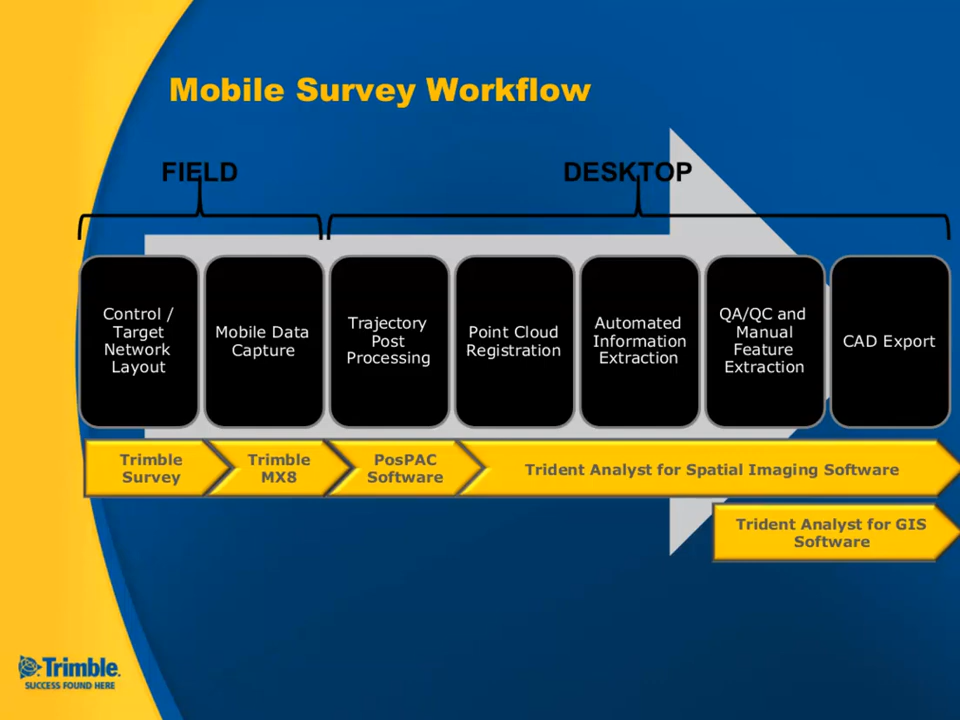 Mobile Survey Workflow
FIELD
DESKTOP
Control /
Target
Network
Layout
Mobile Data
Capture
Trajectory
Post
Processing
Point Cloud
Registration
Automated
Information
Extraction
QA/QC and
Manual
Feature
Extraction
CAD Export
Trimble
Survey
Trimble
MX8
PosPAC
Software
Trident Analyst for Spatial Imaging Software
Trident Analyst for GIS
Software
Trimble.
SUCCESS FOUND HERE